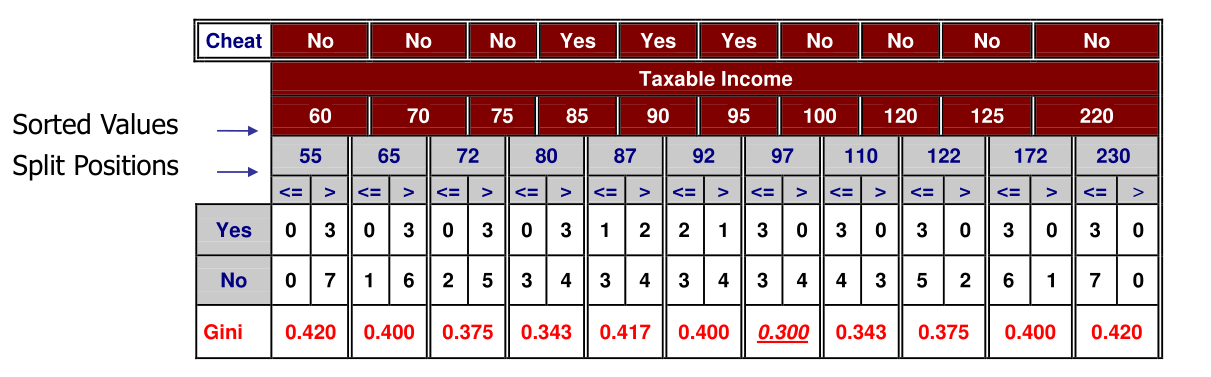 Cheat No No No Yes Yes Yes No No No No
Taxable Income
Sorted Values 60 70 75 85 90 95 100 120 125 220
Split Positions 55 65 72 80 87 92 97 110 122 172 230
<= > <= > <= > <= > <= > <= > <= > <= > <= > <= > <= >
Yes 0 3 0 3 0 3 0 3 1 2 2 1 3 0 3 0 3 0 3 0 3 0
No 0 7 1 6 2 5 3 4 3 4 3 4 3 4 4 3 5 2 6 1 7 0
Gini 0.420 0.400 0.375 0.343 0.417 0.400 0.300 0.343 0.375 0.400 0.420